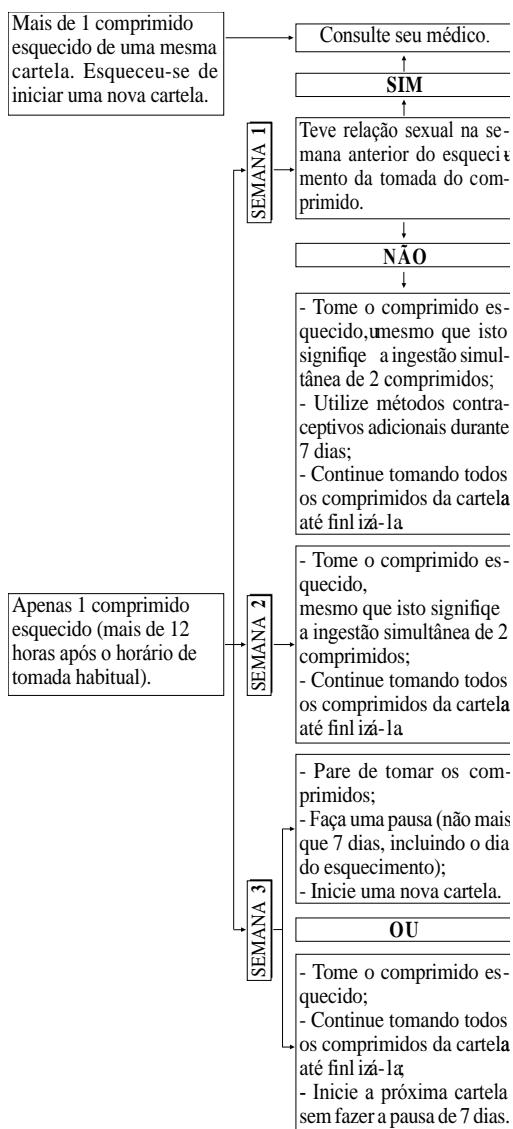 Mais de 1 comprimido
esquecido de uma mesma
cartela. Esqueceu-se de
iniciar uma nova cartela.
Consulte seu médico.
SIM
SEMANA 1
Teve relação sexual na se-
mana anterior do esqueci u
mento da tomada do com-
primido.
NÃO
- Tome o comprimido es-
quecido,umesmo que isto
signifiqe a ingestão simul-
tânea de 2 comprimidos;
- Utilize métodos contra-
ceptivos adicionais durante
7 dias;
- Continue tomando todos
os comprimidos da cartela
até finl izá-la
Apenas 1 comprimido
esquecido (mais de 12
horas após o horário de
tomada habitual).
SEMANA 2
- Tome o comprimido es-
quecido,
mesmo que isto signifiqe
a ingestão simultânea de 2
comprimidos;
- Continue tomando todos
os comprimidos da cartela
até finl izá-la
SEMANA 3
- Pare de tomar os com-
primidos;
- Faça uma pausa (não mais
que 7 dias, incluindo o dia
do esquecimento);
- Inicie uma nova cartela.
OU
- Tome o comprimido es-
quecido;
- Continue tomando todos
os comprimidos da cartela
até finl izá-la;
- Inicie a próxima cartela
sem fazer a pausa de 7 dias.